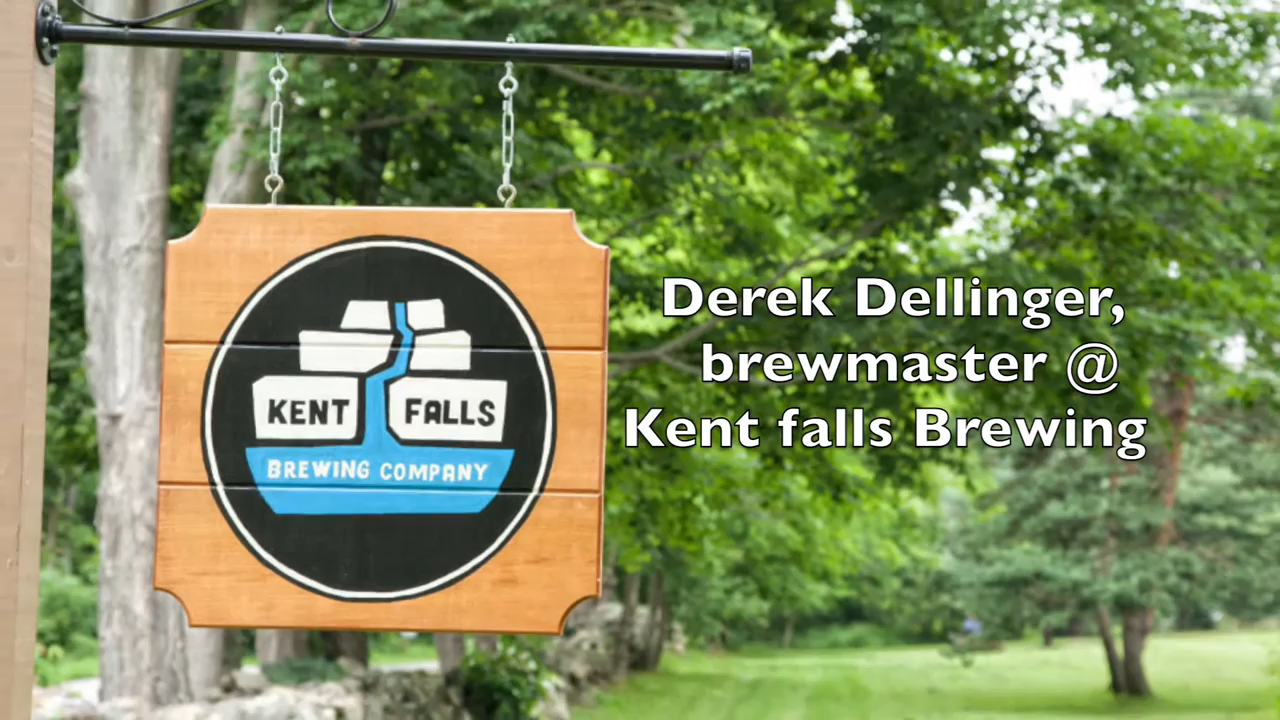 KENT FALLS
BREWING COMPANY
Derek Dellinger,
brewmaster @
Kent falls Brewing